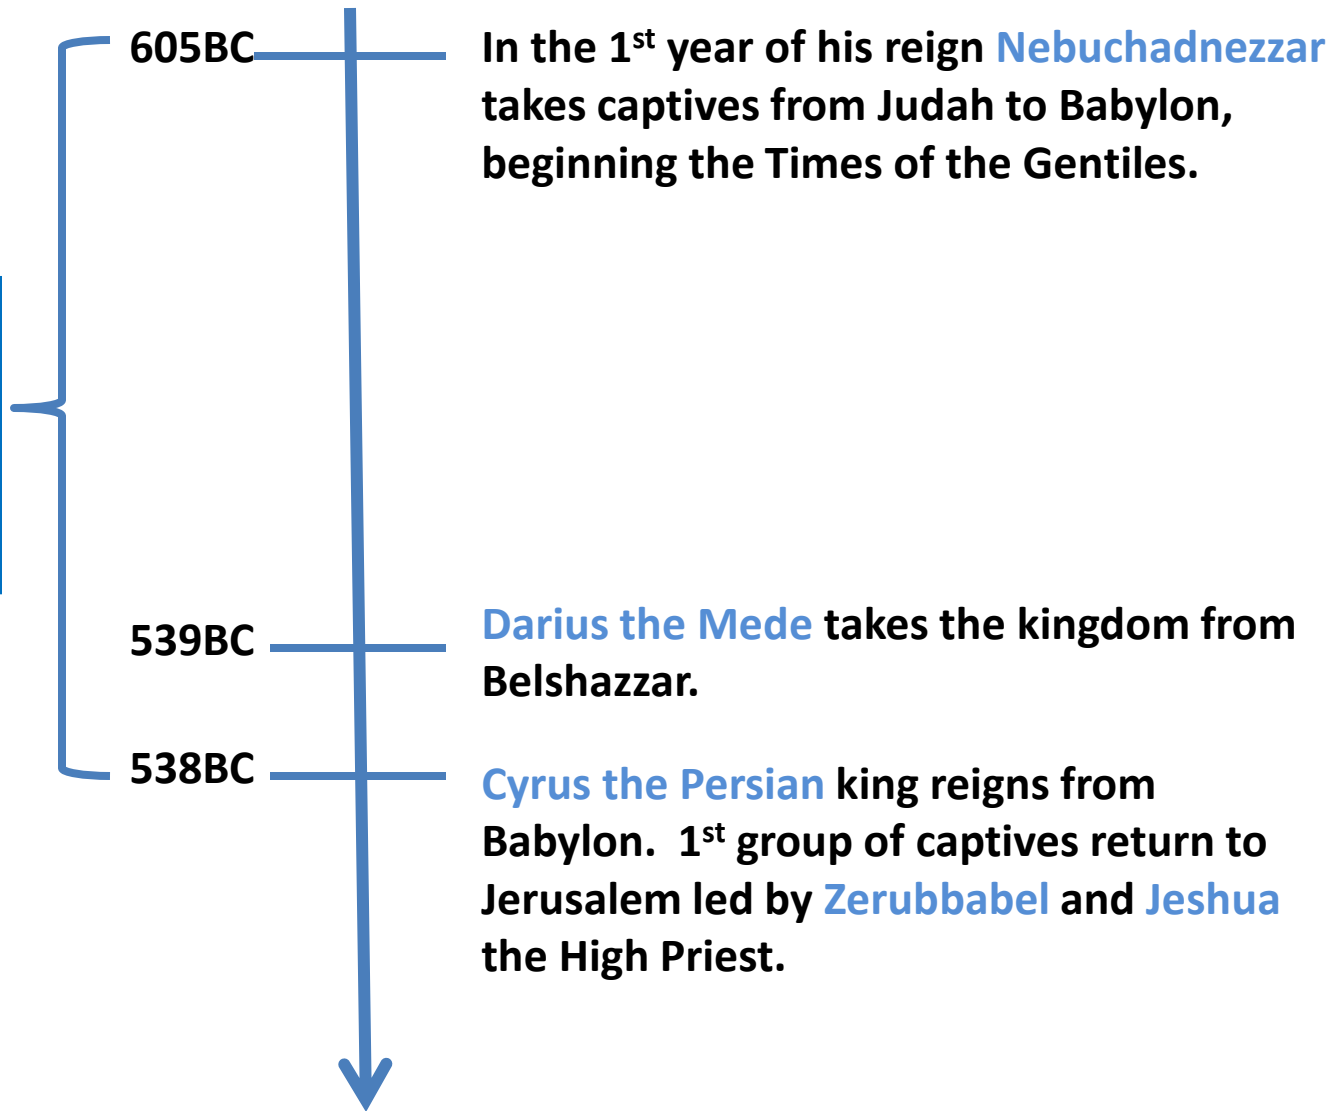 605BC
In the 1st year of his reign Nebuchadnezzar
takes captives from Judah to Babylon,
beginning the Times of the Gentiles.
539BC
Darius the Mede takes the kingdom from
Belshazzar.
538BC
Cyrus the Persian king reigns from
Babylon.  1st group of captives return to
Jerusalem led by Zerubbabel and Jeshua
the High Priest.